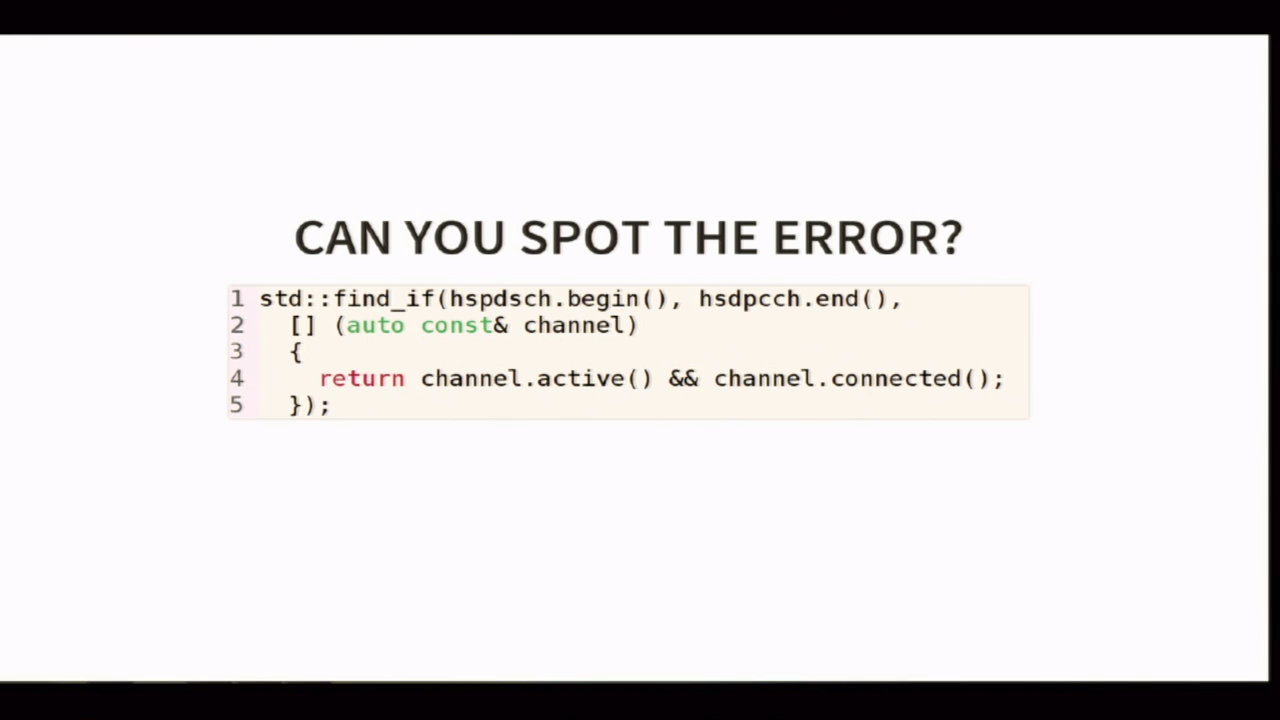 CAN YOU SPOT THE ERROR?
1 std::find_if(hspdsch.begin(), hsdpcch.end(),
2   [] (auto const& channel)
3   {
4     return channel.active() && channel.connected();
5   });